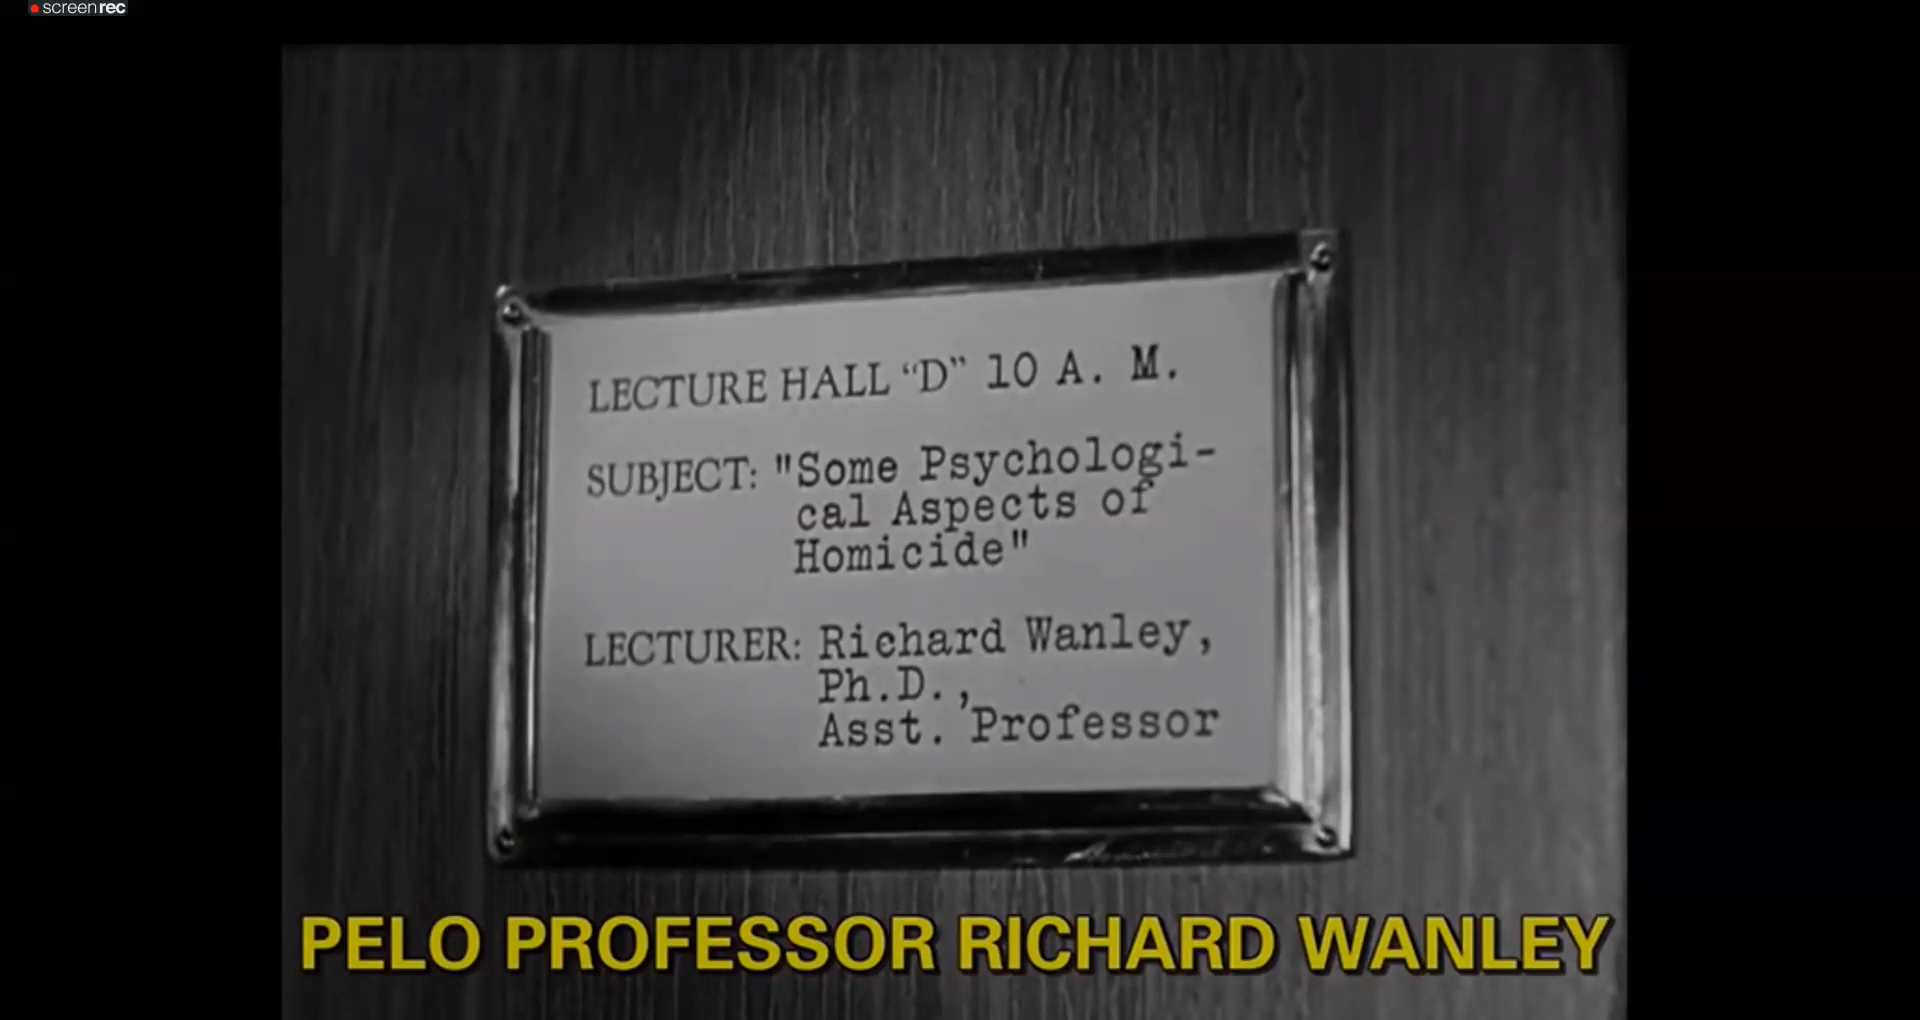 screenrec
LECTURE HALL “D” 10 A. M.
SUBJECT: "Some Psychologi-
cal Aspects of
Homicide"
LECTURER: Richard Wanley,
Ph.D.,
Asst. Professor
PELO PROFESSOR RICHARD WANLEY